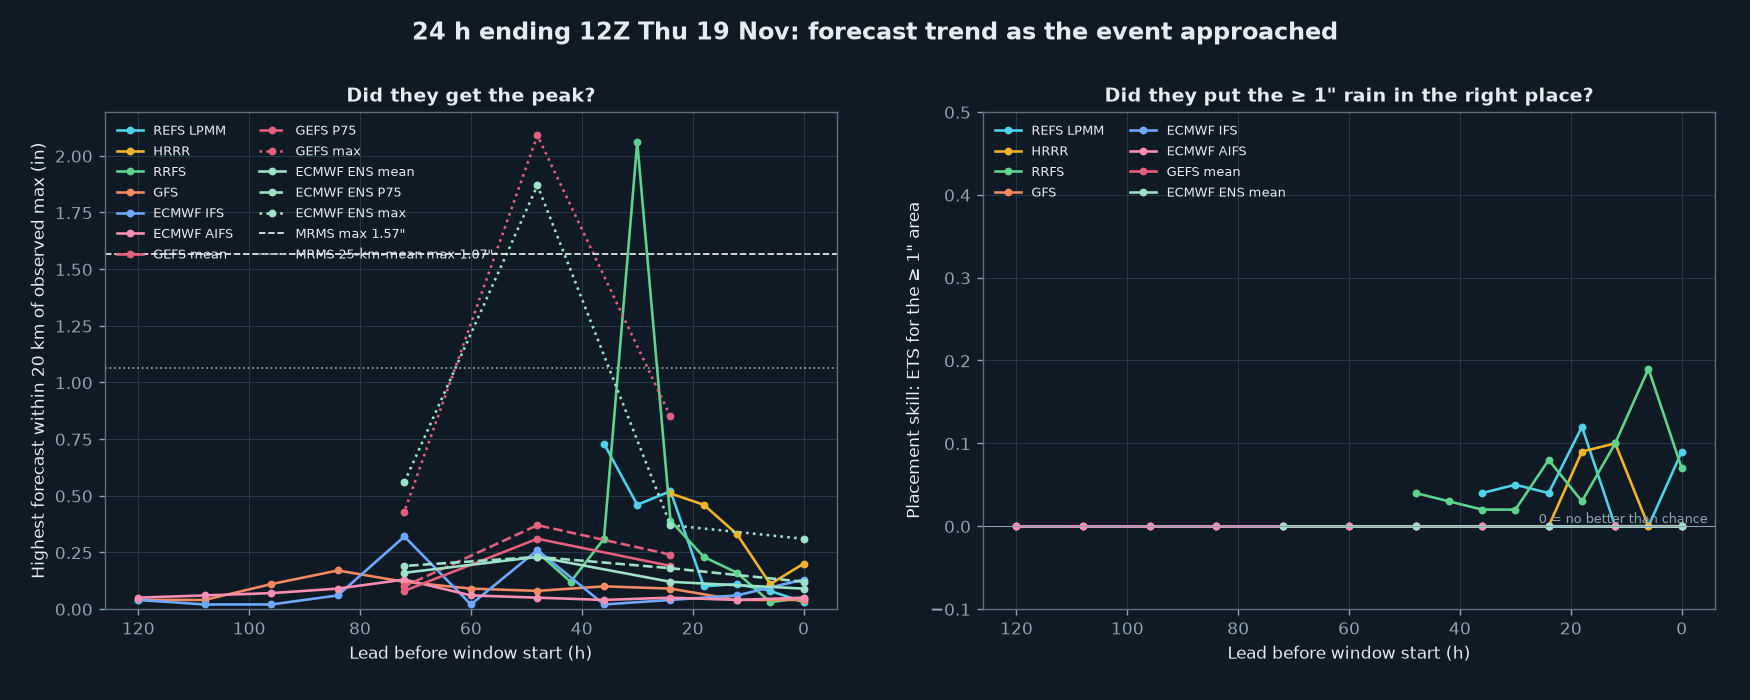 24 h ending 12Z Thu 19 Nov: forecast trend as the event approached
Did they get the peak?
Highest forecast within 20 km of observed max (in)
2.00
1.75
1.50
1.25
1.00
0.75
0.50
0.25
0.00
REFS LPMM
HRRR
RRFS
GFS
ECMWF IFS
ECMWF AIFS
GEFS mean
GEFS P75
GEFS max
ECMWF ENS mean
ECMWF ENS P75
ECMWF ENS max
MRMS max 1.57"
MRMS 25-km-mean max 1.07"
120 100 80 60 40 20 0
Lead before window start (h)
Did they put the ≥ 1" rain in the right place?
Placement skill: ETS for the ≥ 1" area
0.5
0.4
0.3
0.2
0.1
0.0
−0.1
REFS LPMM
HRRR
RRFS
GFS
ECMWF IFS
ECMWF AIFS
GEFS mean
ECMWF ENS mean
0 = no better than chance
120 100 80 60 40 20 0
Lead before window start (h)